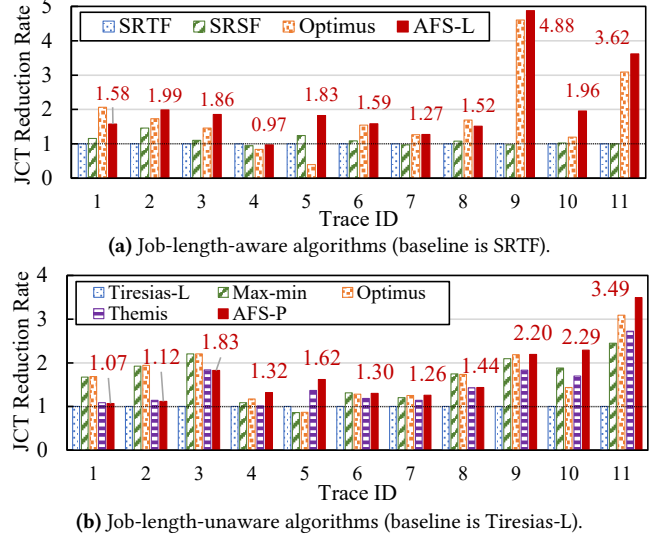 SRTF SRSF Optimus AFS-L
JCT Reduction Rate
5
4
3
2
1
0
1.58 1.99 1.86 0.97 1.83 1.59 1.27 1.52 4.88 1.96 3.62
1 2 3 4 5 6 7 8 9 10 11
Trace ID
(a) Job-length-aware algorithms (baseline is SRTF).
Tiresias-L Max-min Optimus
Themis AFS-P
JCT Reduction Rate
4
3
2
1
0
1.07 1.12 1.83 1.32 1.62 1.30 1.26 1.44 2.20 2.29 3.49
1 2 3 4 5 6 7 8 9 10 11
Trace ID
(b) Job-length-unaware algorithms (baseline is Tiresias-L).